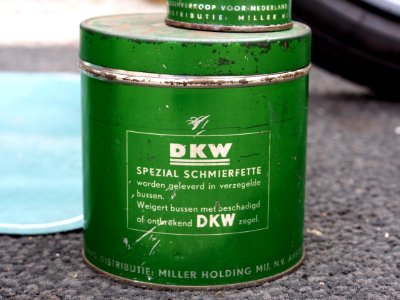 VERKOOP VOOR NEDERLAND
DISTRIBUTIE: MILLER
DKW
SPEZIAL SCHMIERFETTE
worden geleverd in verzegelde
bussen.
Weigert bussen met beschadigd
of ontbrekend DKW zegel.
DISTRIBUTIE: MILLER HOLDING MIJ. N.V.